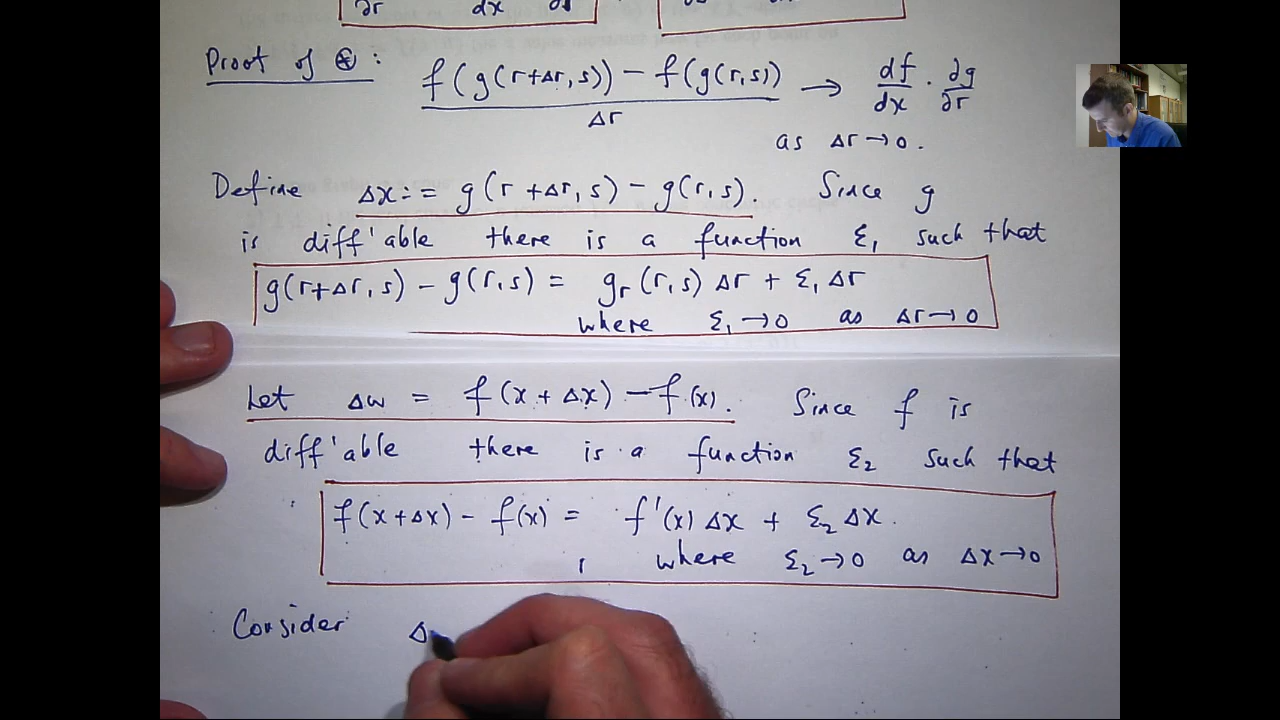 ∂r dx ∂s
Proof of ⊛: f(g(r+Δr,s)) − f(g(r,s)) / Δr → df/dx · ∂g/∂r
as Δr→0.
Define Δx := g(r+Δr,s) − g(r,s). Since g
is diff'able there is a function ε₁ such that
g(r+Δr,s) − g(r,s) = gᵣ(r,s) Δr + ε₁ Δr
where ε₁→0 as Δr→0
Let Δw = f(x+Δx) − f(x). Since f is
diff'able there is a function ε₂ such that
f(x+Δx) − f(x) = f'(x) Δx + ε₂ Δx.
where ε₂→0 as Δx→0
Consider Δ